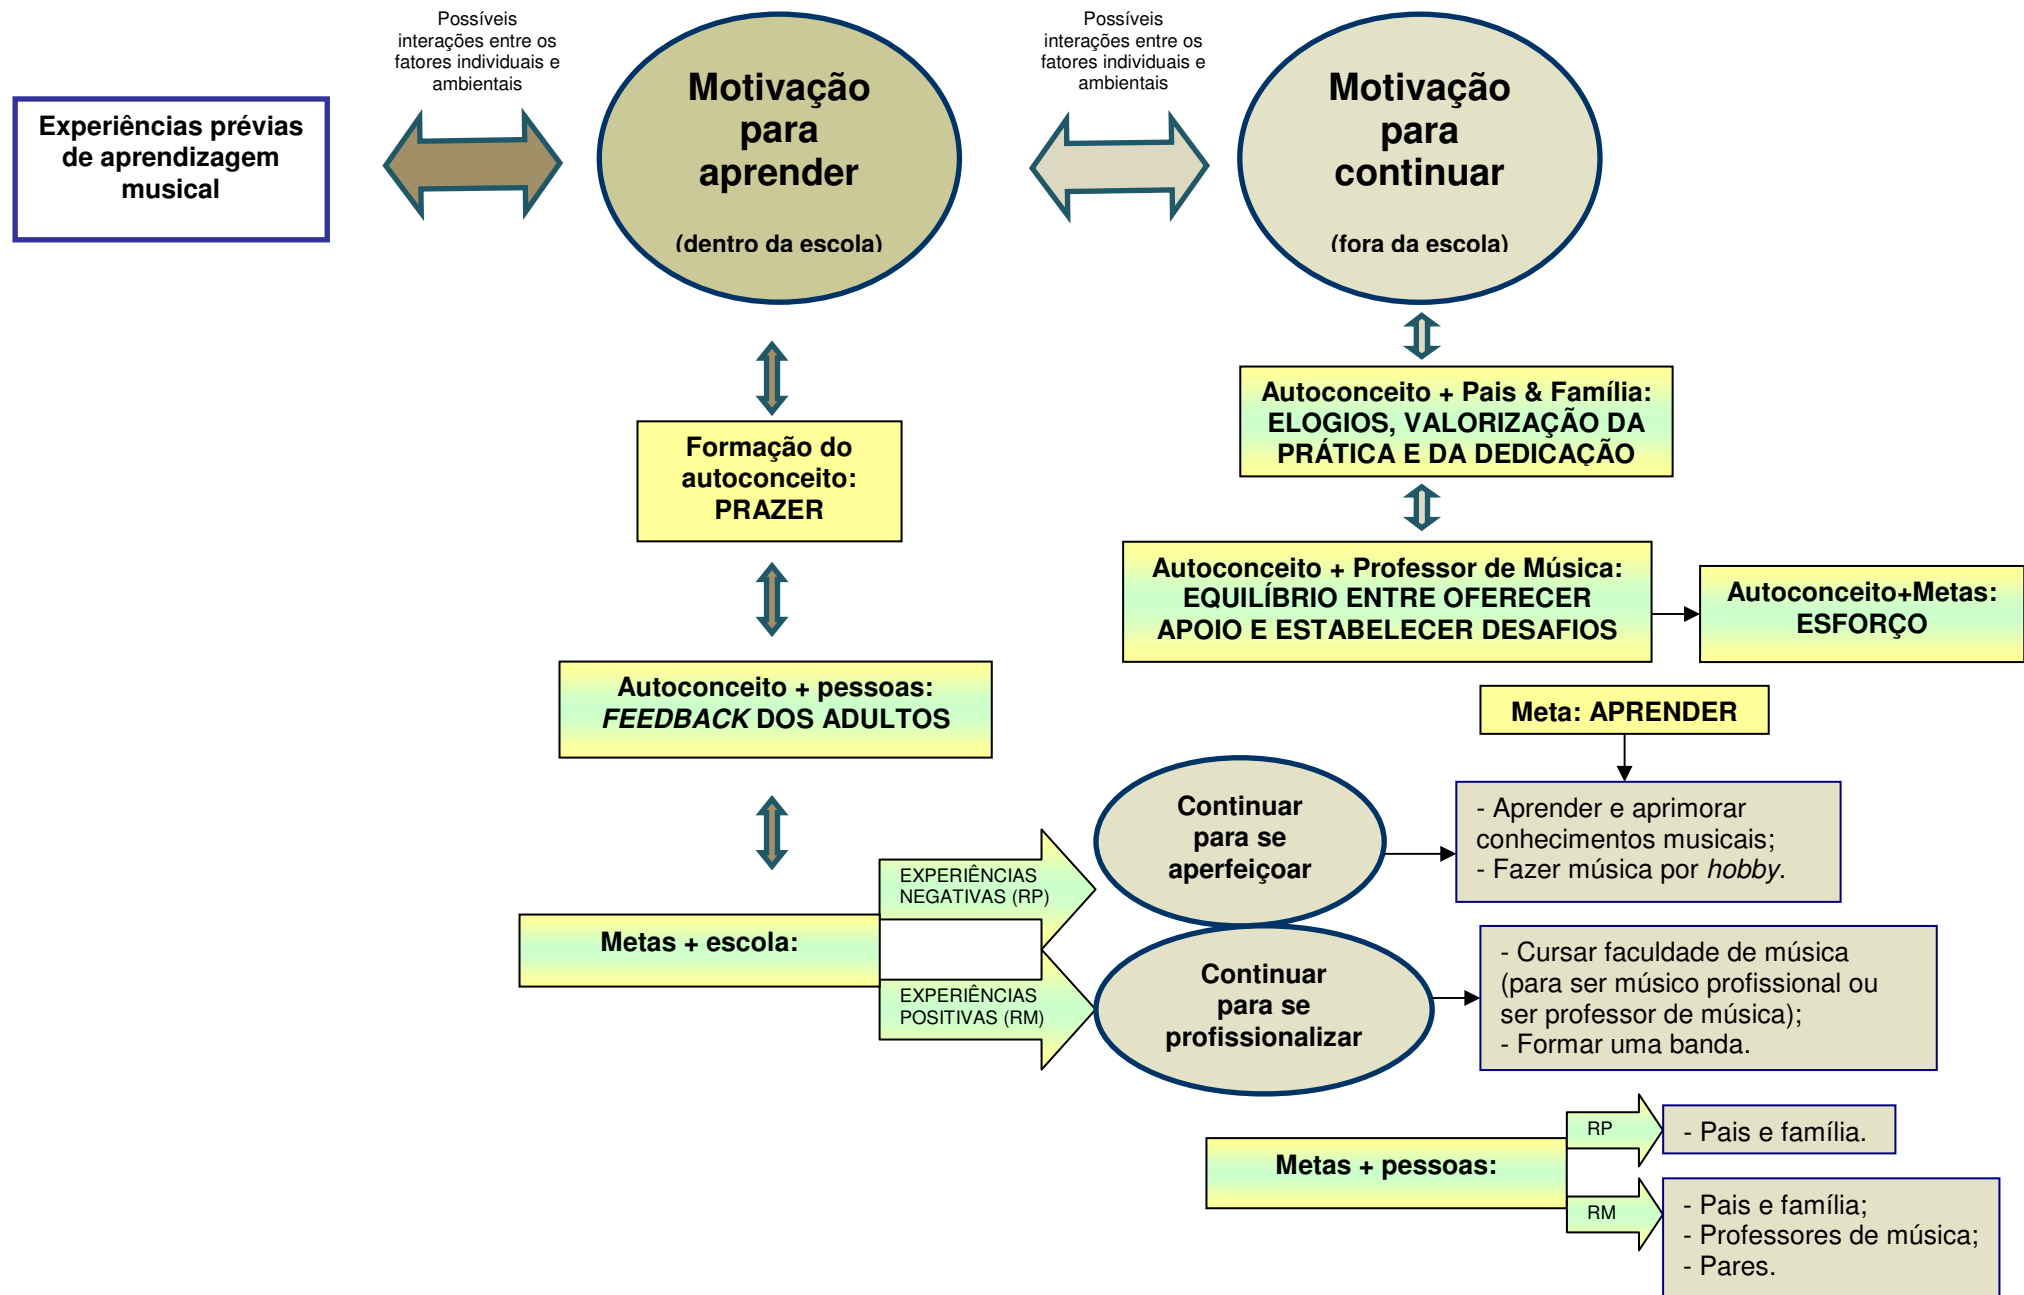 Possíveis
interações entre os
fatores individuais e
ambientais
Possíveis
interações entre os
fatores individuais e
ambientais
Experiências prévias
de aprendizagem
musical
Motivação
para
aprender
(dentro da escola)
Motivação
para
continuar
(fora da escola)
Formação do
autoconceito:
PRAZER
Autoconceito + pessoas:
FEEDBACK DOS ADULTOS
Autoconceito + Pais & Família:
ELOGIOS, VALORIZAÇÃO DA
PRÁTICA E DA DEDICAÇÃO
Autoconceito + Professor de Música:
EQUILÍBRIO ENTRE OFERECER
APOIO E ESTABELECER DESAFIOS
Autoconceito+Metas:
ESFORÇO
Meta: APRENDER
Metas + escola:
EXPERIÊNCIAS
NEGATIVAS (RP)
EXPERIÊNCIAS
POSITIVAS (RM)
Continuar
para se
aperfeiçoar
- Aprender e aprimorar
conhecimentos musicais;
- Fazer música por hobby.
Continuar
para se
profissionalizar
- Cursar faculdade de música
(para ser músico profissional ou
ser professor de música);
- Formar uma banda.
Metas + pessoas:
RP
- Pais e família.
RM
- Pais e família;
- Professores de música;
- Pares.